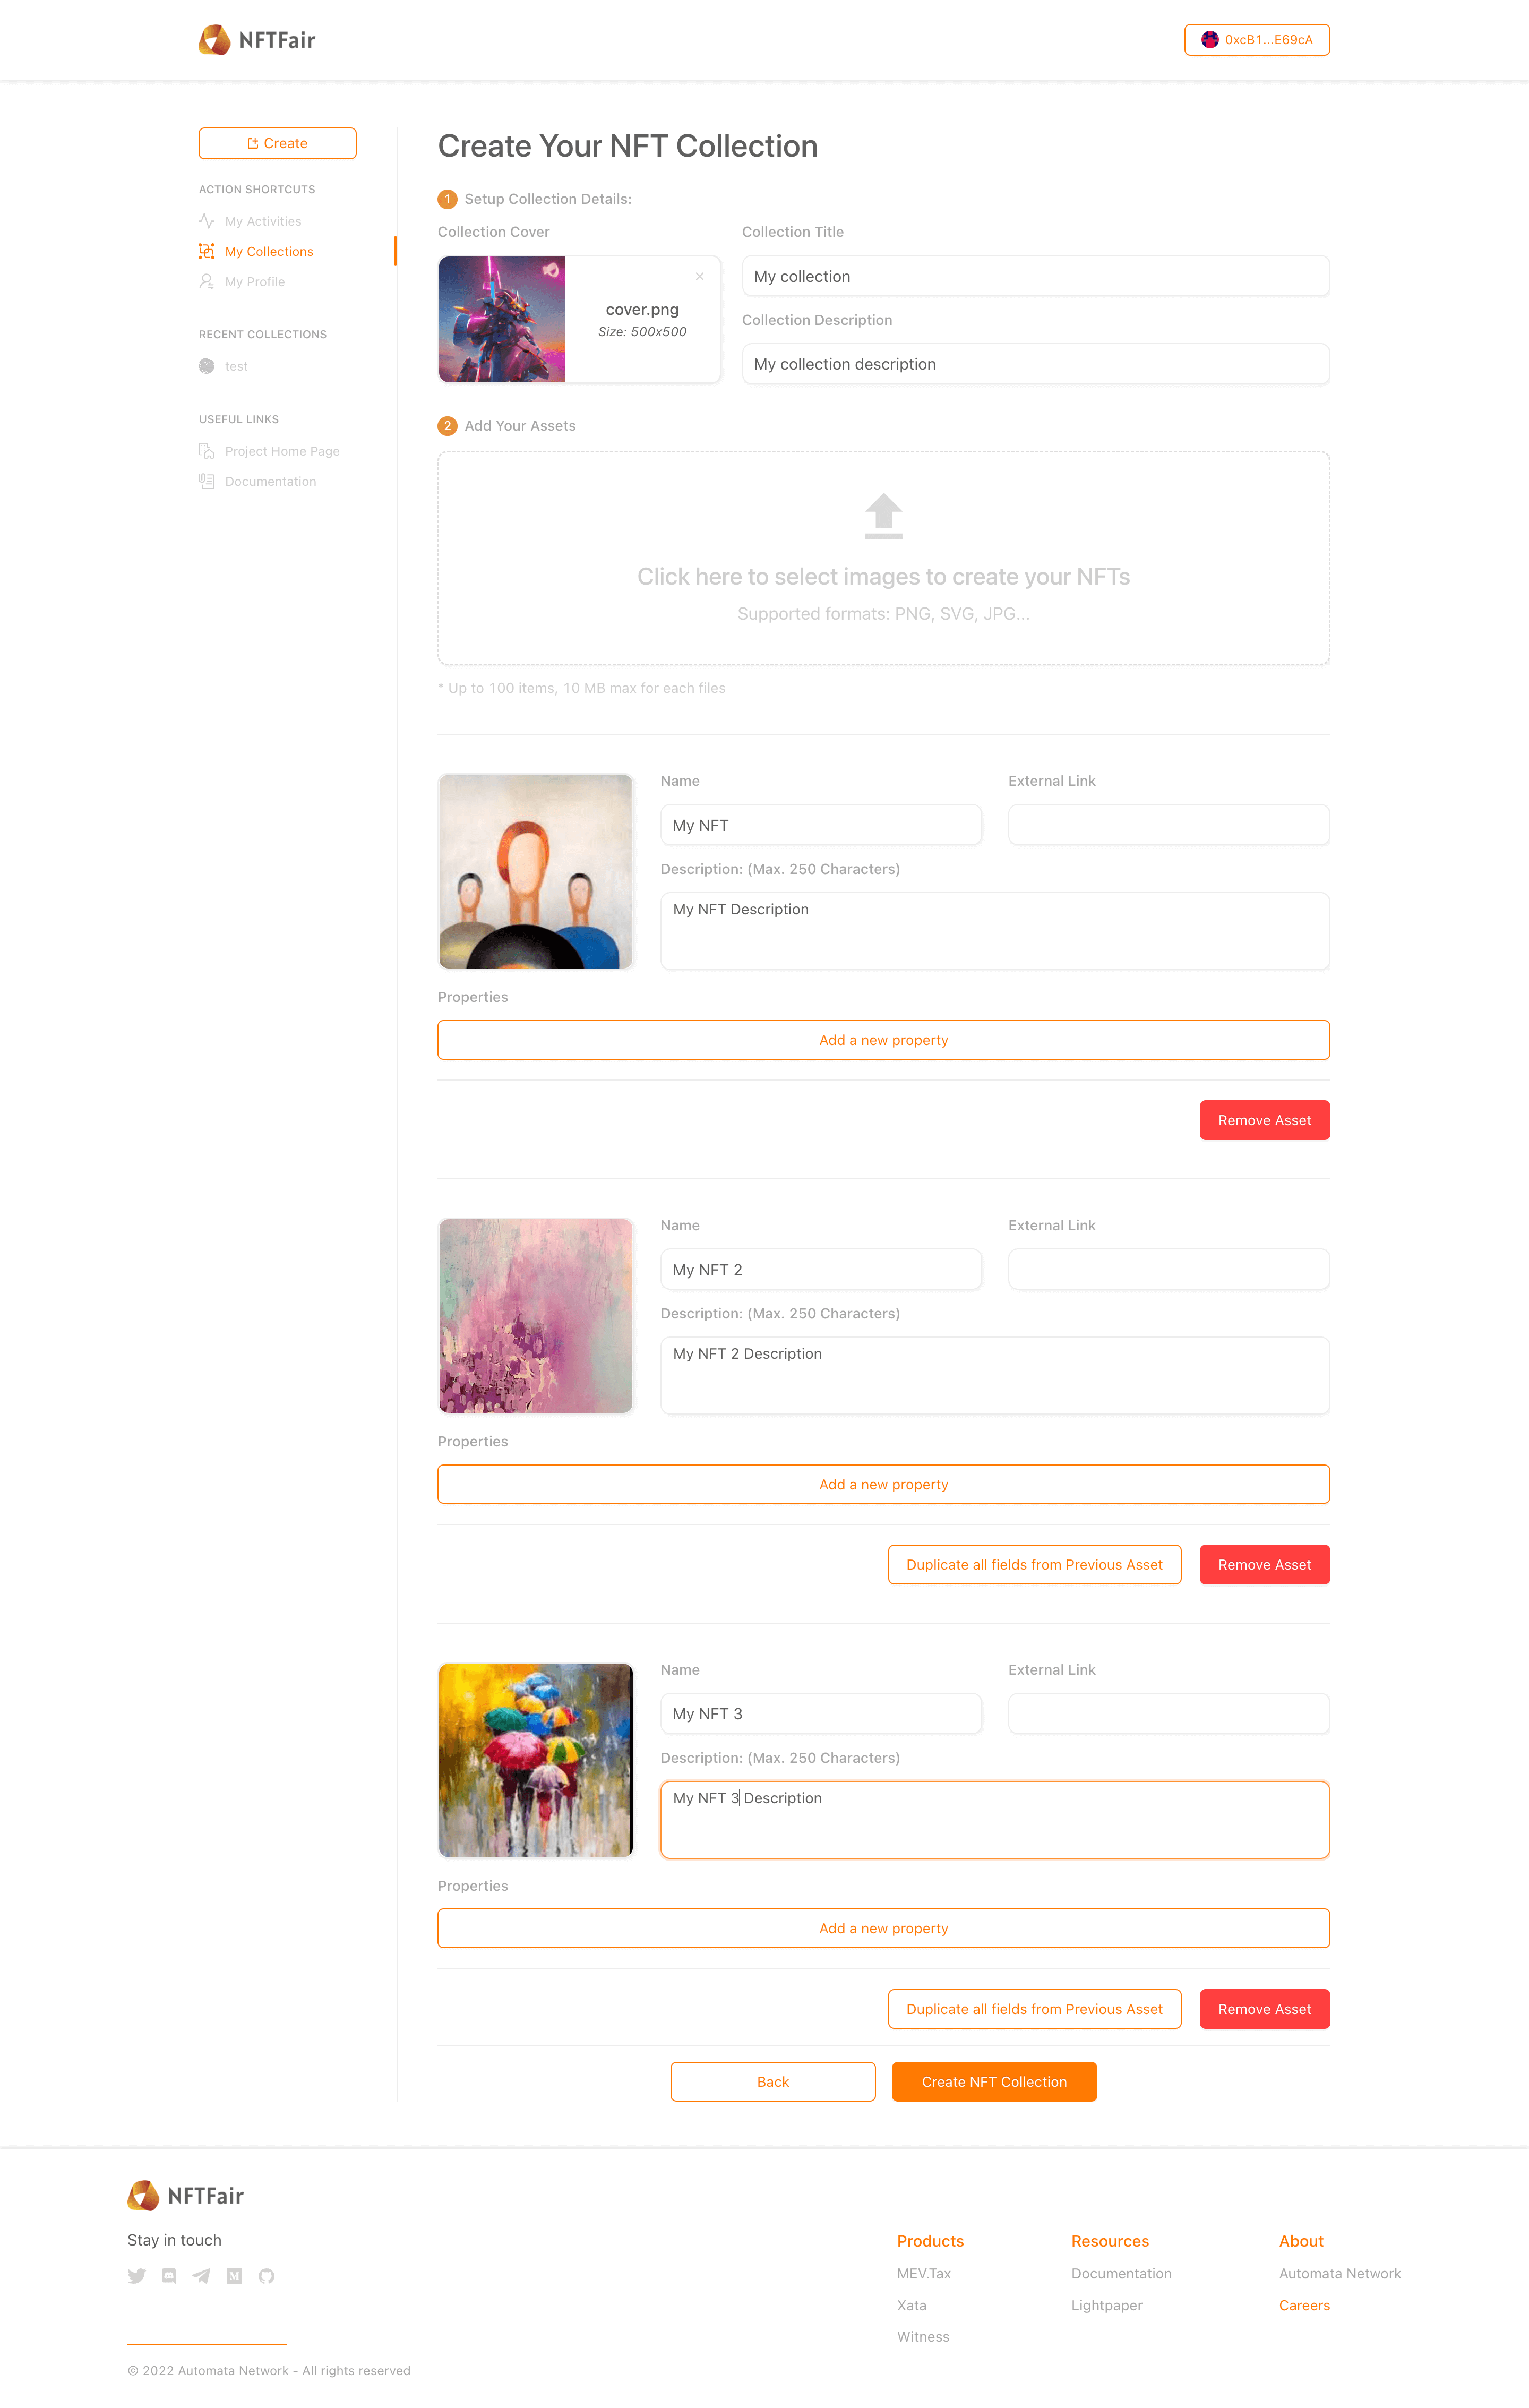 NFTFair
0xcB1...E69cA
Create
ACTION SHORTCUTS
My Activities
My Collections
My Profile
RECENT COLLECTIONS
test
USEFUL LINKS
Project Home Page
Documentation
Create Your NFT Collection
1 Setup Collection Details:
Collection Cover
cover.png
Size: 500x500
Collection Title
My collection
Collection Description
My collection description
2 Add Your Assets
Click here to select images to create your NFTs
Supported formats: PNG, SVG, JPG...
* Up to 100 items, 10 MB max for each files
Name
External Link
My NFT
Description: (Max. 250 Characters)
My NFT Description
Properties
Add a new property
Remove Asset
Name
External Link
My NFT 2
Description: (Max. 250 Characters)
My NFT 2 Description
Properties
Add a new property
Duplicate all fields from Previous Asset
Remove Asset
Name
External Link
My NFT 3
Description: (Max. 250 Characters)
My NFT 3 Description
Properties
Add a new property
Duplicate all fields from Previous Asset
Remove Asset
Back
Create NFT Collection
NFTFair
Stay in touch
© 2022 Automata Network - All rights reserved
Products
MEV.Tax
Xata
Witness
Resources
Documentation
Lightpaper
About
Automata Network
Careers